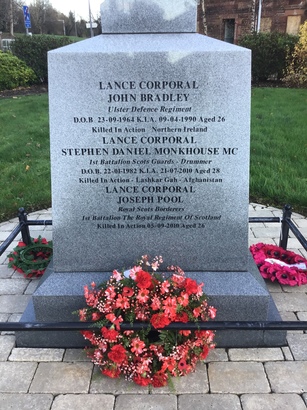 LANCE CORPORAL
JOHN BRADLEY
Ulster Defence Regiment
D.O.B 23-09-1964 K.I.A. 09-04-1990 Aged 26
Killed In Action - Northern Ireland
LANCE CORPORAL
STEPHEN DANIEL MONKHOUSE MC
1st Battalion Scots Guards - Drummer
D.O.B. 22-01-1982 K.I.A. 21-07-2010 Aged 28
Killed In Action - Lashkar Gah - Afghanistan
LANCE CORPORAL
JOSEPH POOL
Royal Scots Borderers
1st Battalion The Royal Regiment Of Scotland
Killed In Action 05-09-2010 Aged 26